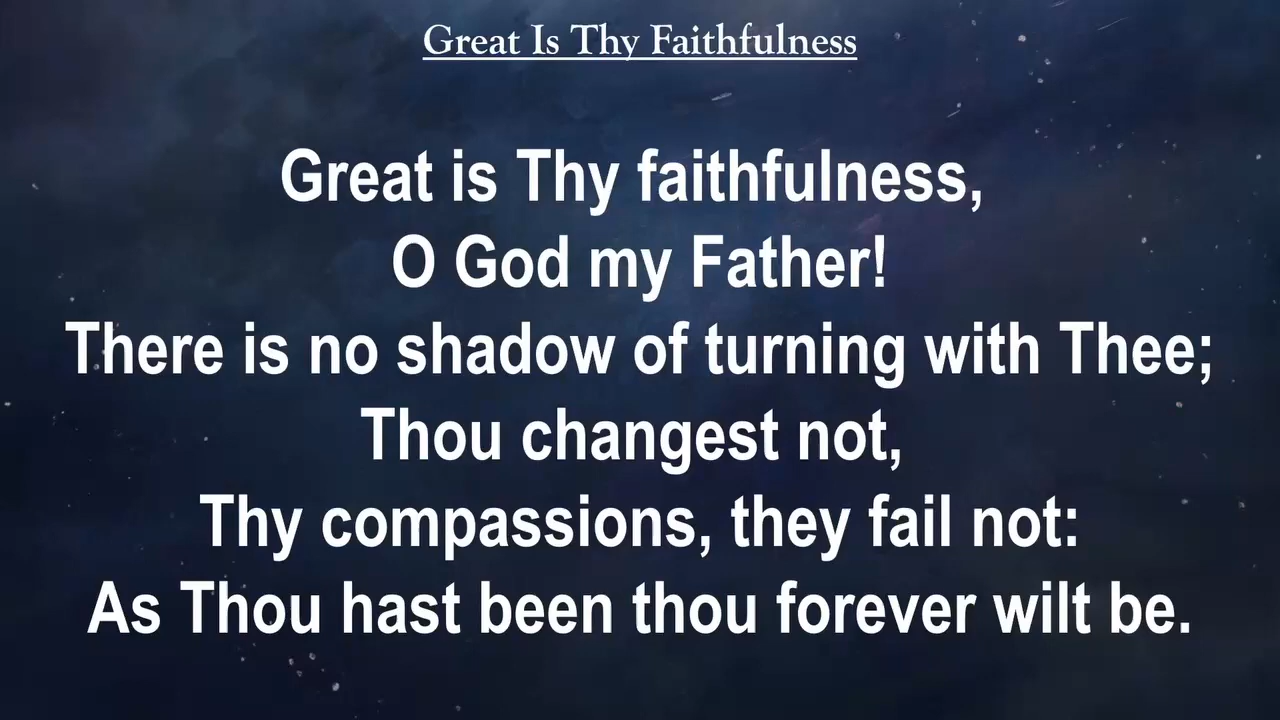 Great Is Thy Faithfulness
Great is Thy faithfulness,
O God my Father!
There is no shadow of turning with Thee;
Thou changest not,
Thy compassions, they fail not:
As Thou hast been thou forever wilt be.